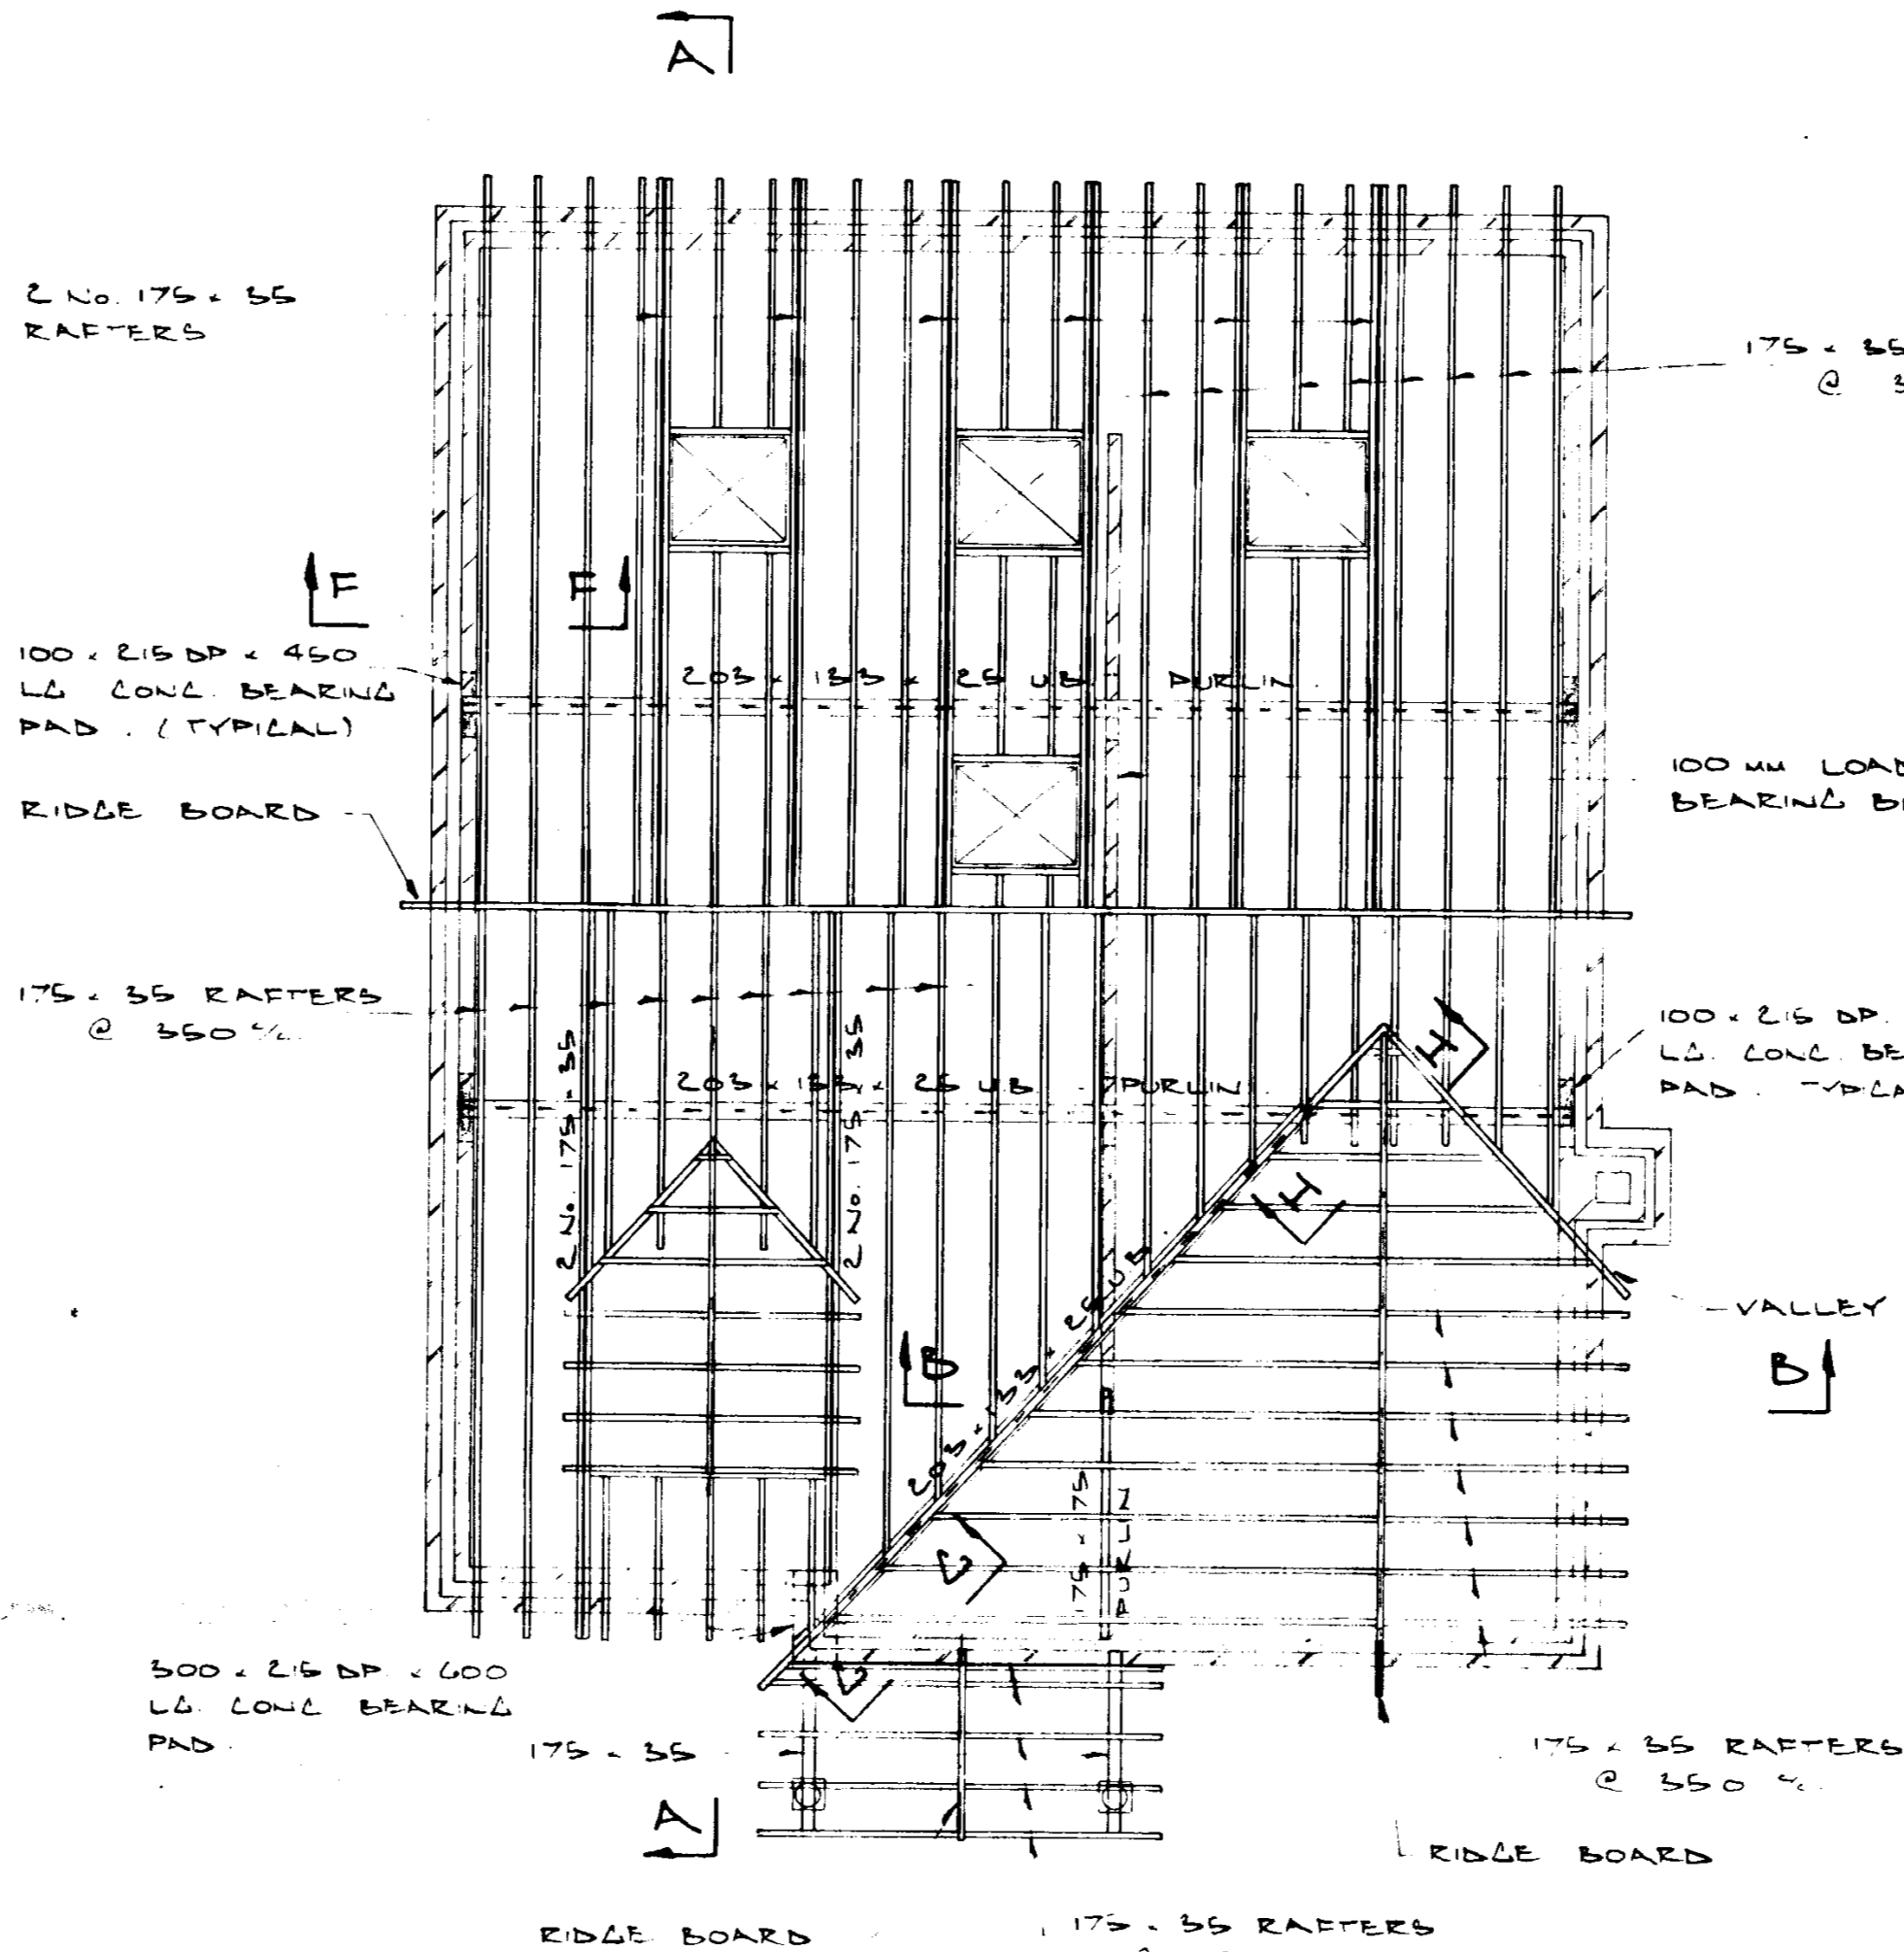 A
2 No. 175 x 35
RAFTERS
175 x 35
@ 3
F
F
100 x 215 DP x 450
LG CONC. BEARING
PAD. (TYPICAL)
203 x 133 x 25 UB PURLIN
100 MM LOAD
BEARING
RIDGE BOARD
175 x 35 RAFTERS
@ 350 c/c
100 x 215 DP.
LG. CONC. BE
PAD. TYPICA
203 x 133 x 25 U.B. PURLIN
2 No. 175 x 35
2 No. 175 x 35
H
H
203 x 133 x 25 UB
VALLEY
B
B
175 x 75
PURLIN
C
C
300 x 215 DP. x 600
LG. CONC BEARING
PAD.
175 x 35
175 x 35 RAFTERS
@ 350 c/c
A
RIDGE BOARD
RIDGE BOARD
175 x 35 RAFTERS